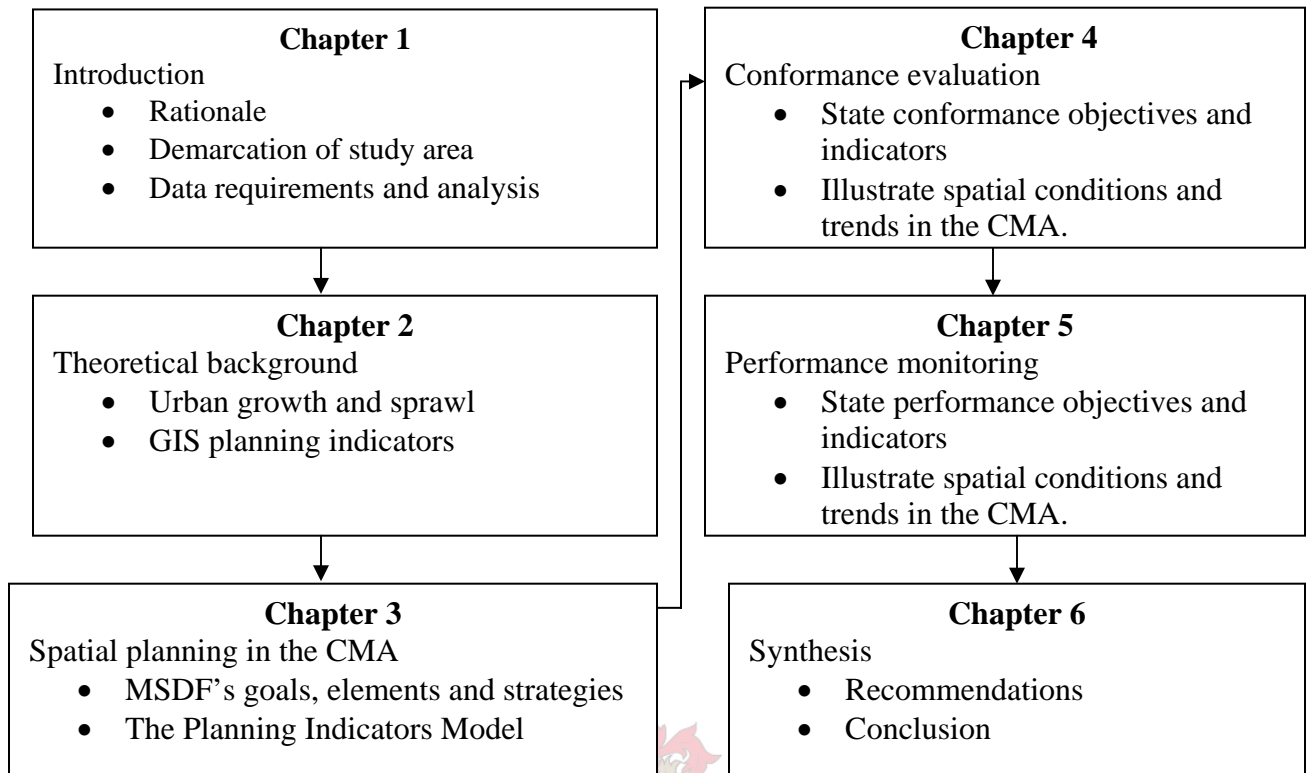 Chapter 1
Introduction
• Rationale
• Demarcation of study area
• Data requirements and analysis
Chapter 2
Theoretical background
• Urban growth and sprawl
• GIS planning indicators
Chapter 3
Spatial planning in the CMA
• MSDF’s goals, elements and strategies
• The Planning Indicators Model
Chapter 4
Conformance evaluation
• State conformance objectives and
indicators
• Illustrate spatial conditions and
trends in the CMA.
Chapter 5
Performance monitoring
• State performance objectives and
indicators
• Illustrate spatial conditions and
trends in the CMA.
Chapter 6
Synthesis
• Recommendations
• Conclusion